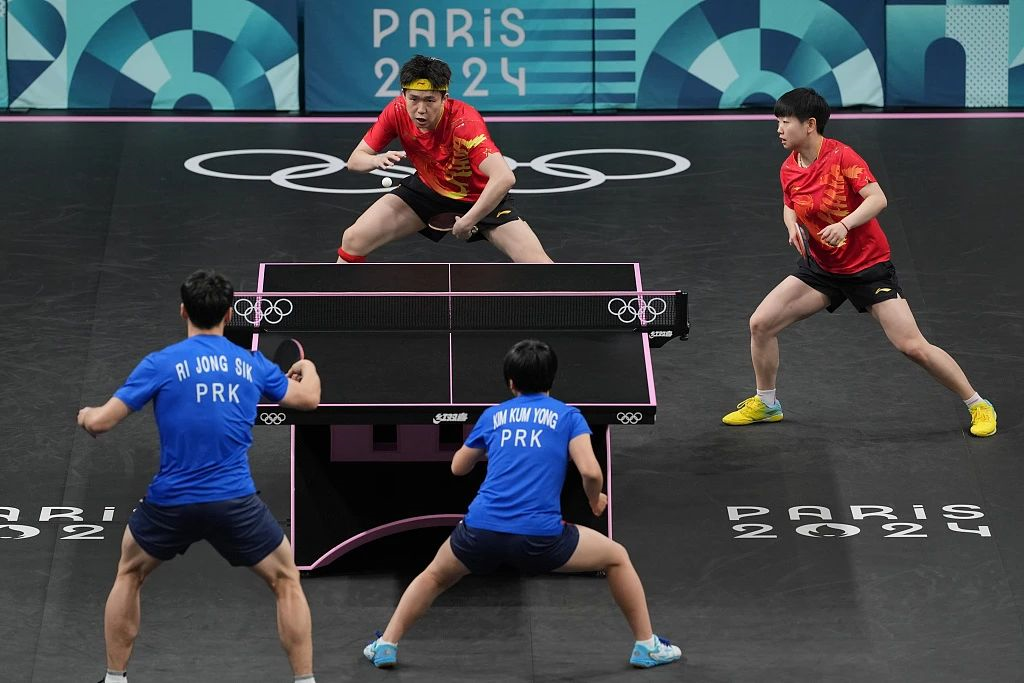 PARIS
2024
RI JONG SIK
PRK
KIM KUM YONG
PRK
PARIS
2024
PARIS
2024